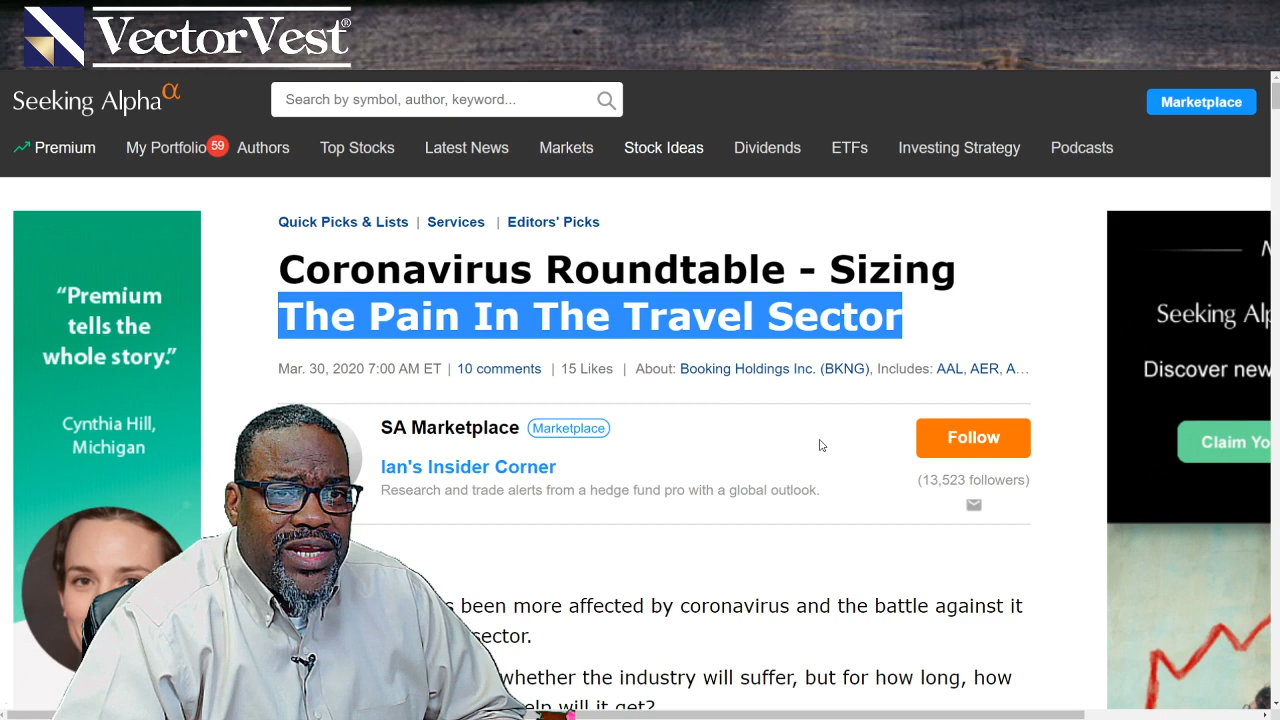 VectorVest®
Seeking Alpha α
Search by symbol, author, keyword...
Marketplace
Premium My Portfolio 59 Authors Top Stocks Latest News Markets Stock Ideas Dividends ETFs Investing Strategy Podcasts
Quick Picks & Lists | Services | Editors' Picks
Coronavirus Roundtable - Sizing
The Pain In The Travel Sector
Mar. 30, 2020 7:00 AM ET | 10 comments | 15 Likes | About: Booking Holdings Inc. (BKNG), Includes: AAL, AER, A…
SA Marketplace Marketplace
Ian's Insider Corner
Research and trade alerts from a hedge fund pro with a global outlook.
Follow
(13,523 followers)
been more affected by coronavirus and the battle against it
sector.
whether the industry will suffer, but for how long, how
will it get?
“Premium
tells the
whole story.”
Cynthia Hill,
Michigan
Seeking
Discover new
Claim